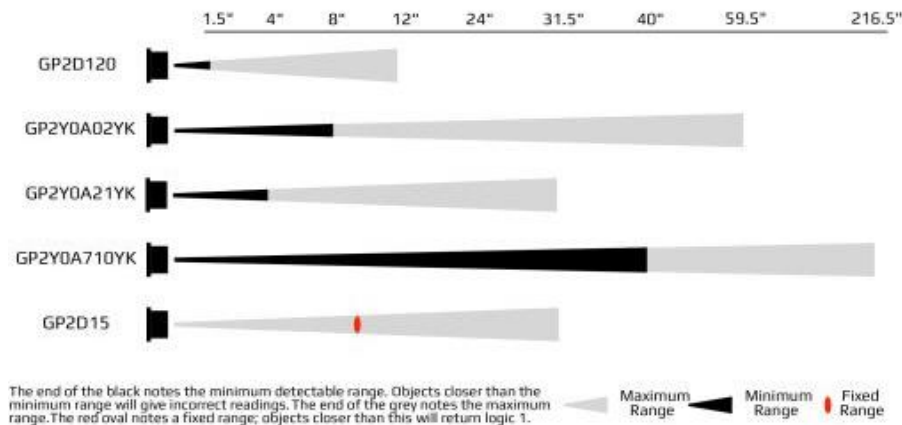 1.5" 4" 8" 12" 24" 31.5" 40" 59.5" 216.5"
GP2D120
GP2Y0A02YK
GP2Y0A21YK
GP2Y0A710YK
GP2D15
The end of the black notes the minimum detectable range. Objects closer than the
minimum range will give incorrect readings. The end of the grey notes the maximum
range.The red oval notes a fixed range; objects closer than this will return logic 1.
Maximum
Range
Minimum
Range
Fixed
Range